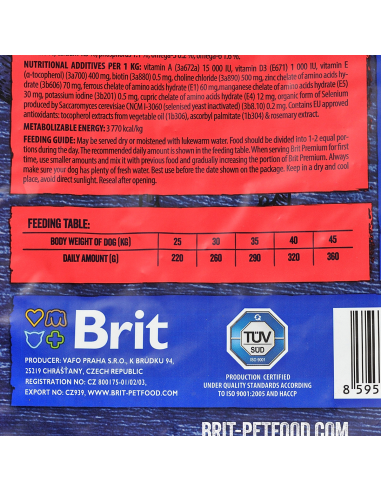 NUTRITIONAL ADDITIVES PER 1 KG: vitamin A (3a672a) 15 000 IU, vitamin D3 (E671) 1 000 IU, vitamin E
(α-tocopherol) (3a700) 400 mg, biotin (3a880) 0.5 mg, choline chloride (3a890) 500 mg, zinc chelate of amino acids hy-
drate (3b606) 70 mg, ferrous chelate of amino acids hydrate (E1) 60 mg, manganese chelate of amino acids hydrate (E5)
30 mg, potassium iodine (3b201) 0.5 mg, cupric chelate of amino acids hydrate (E4) 12 mg, organic form of Selenium
produced by Saccaromyces cerevisiae CNCM I-3060 (selenised yeast inactivated) (3b8.10) 0.2 mg. Contains EU approved
antioxidants: tocopherol extracts from vegetable oil (1b306), ascorbyl palmitate (1b304) & rosemary extract.
METABOLIZABLE ENERGY: 3 770 kcal/kg
FEEDING GUIDE: May be served dry or moistened with lukewarm water. Food should be divided into 1-2 equal por-
tions during the day. The recommended daily amount is shown in the feeding table. When serving Brit Premium for first
time, use smaller amounts and mix it with previous food and gradually increasing the portion of Brit Premium. Always
make sure your dog has plenty of fresh water. Best before use the date shown on the package. Keep in a dry and cool
place, avoid direct sunlight. Reseal after opening.
FEEDING TABLE:
BODY WEIGHT OF DOG (KG) 25 30 35 40 45
DAILY AMOUNT (G) 220 260 290 320 360
Brit
TÜV
SÜD
ISO 9001
PRODUCER: VAFO PRAHA S.R.O., K BRŮDKU 94,
25219 CHRÁŠŤANY, CZECH REPUBLIC
REGISTRATION NO.: CZ 800175-01/02/03,
EXPORT NO.: CZ939, WWW.BRIT-PETFOOD.COM
PRODUCTION CERTIFIED
UNDER QUALITY STANDARDS ACCORDING
TO ISO 9001:2005 AND HACCP
8 595
BRIT-PETFOOD.COM